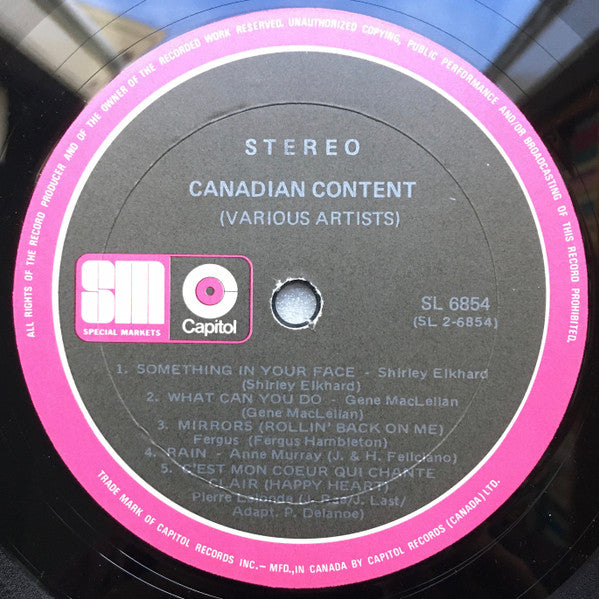 ALL RIGHTS OF THE RECORD PRODUCER AND OF THE OWNER OF THE RECORDED WORK RESERVED. UNAUTHORIZED COPYING, PUBLIC PERFORMANCE AND/OR BROADCASTING OF THIS RECORD PROHIBITED.
STEREO
CANADIAN CONTENT
(VARIOUS ARTISTS)
SM
SPECIAL MARKETS
Capitol
SL 6854
(SL 2-6854)
1. SOMETHING IN YOUR FACE - Shirley Elkhard
(Shirley Elkhard)
2. WHAT CAN YOU DO - Gene MacLellan
(Gene MacLellan)
3. MIRRORS (ROLLIN' BACK ON ME)
Fergus (Fergus Hambleton)
4. RAIN - Anne Murray (J. & H. Feliciano)
5. C'EST MON COEUR QUI CHANTE
CLAIR (HAPPY HEART)
Pierre Lalonde (J. Rae/J. Last/
Adapt. P. Delanoe)
TRADE MARK OF CAPITOL RECORDS INC.— MFD., IN CANADA BY CAPITOL RECORDS (CANADA) LTD.